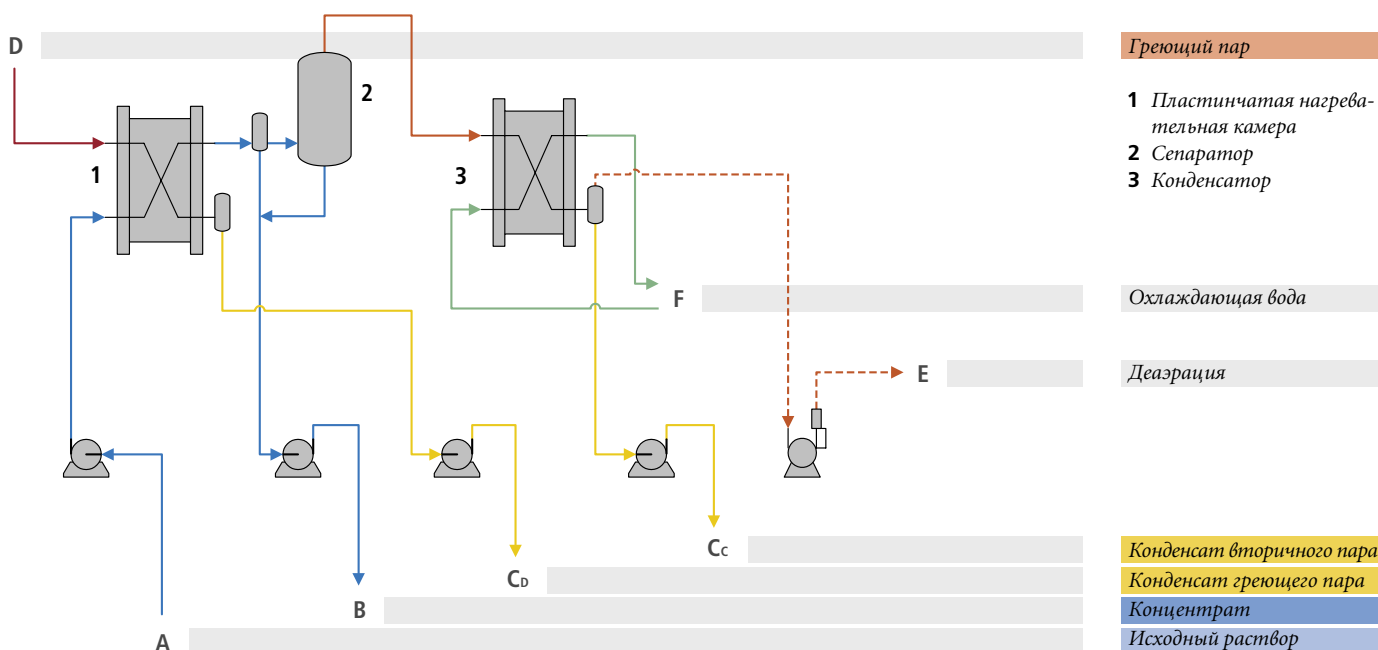 D
Греющий пар
2
1 Пластинчатая нагрева-
тельная камера
2 Сепаратор
3 Конденсатор
1
3
F
Охлаждающая вода
E
Деаэрация
Cc
Конденсат вторичного пара
CD
Конденсат греющего пара
B
Концентрат
A
Исходный раствор